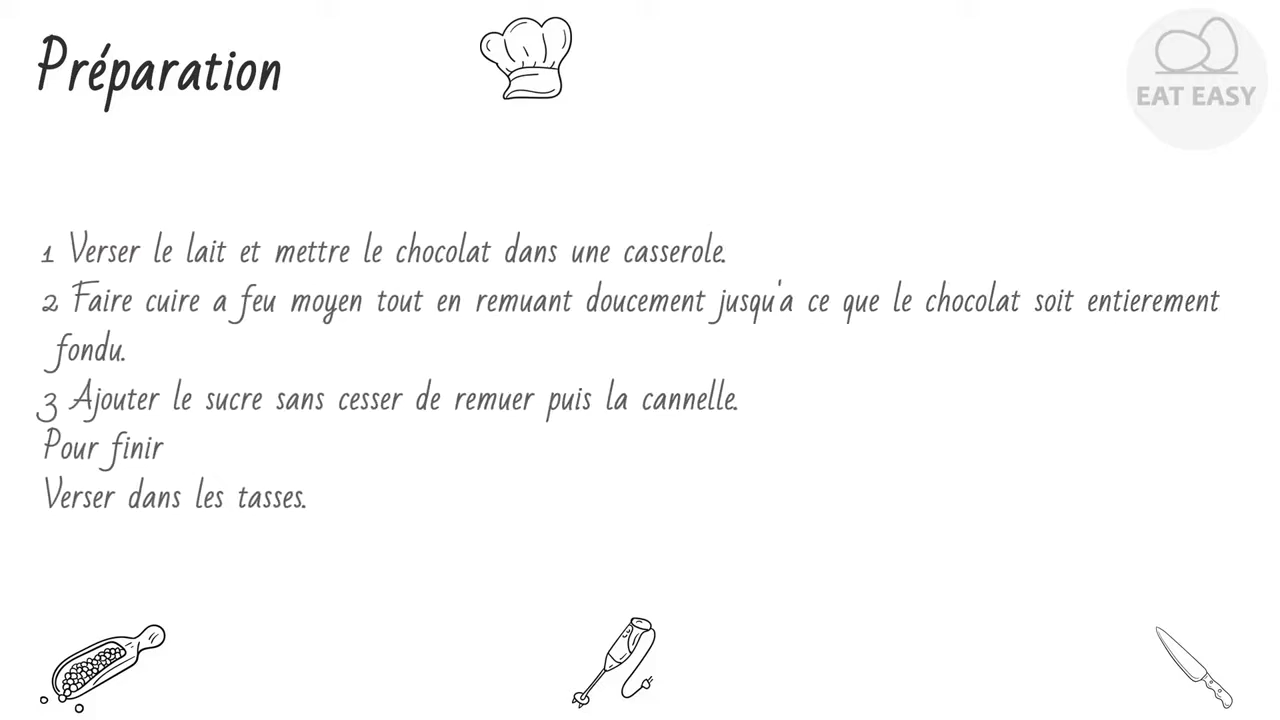 Préparation
EAT EASY
1 Verser le lait et mettre le chocolat dans une casserole.
2 Faire cuire a feu moyen tout en remuant doucement jusqu'a ce que le chocolat soit entierement
fondu.
3 Ajouter le sucre sans cesser de remuer puis la cannelle.
Pour finir
Verser dans les tasses.